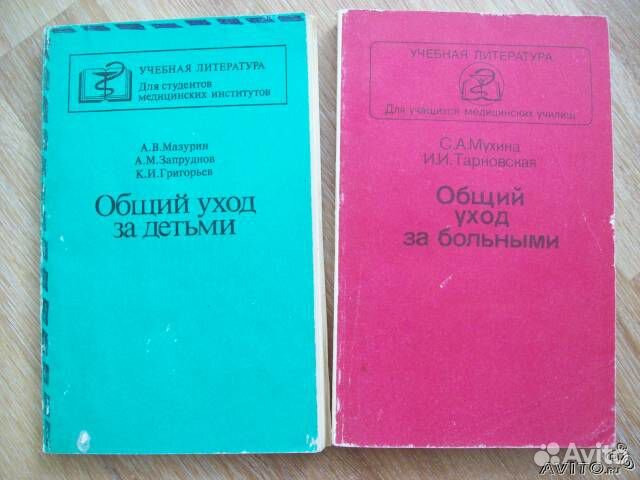 УЧЕБНАЯ ЛИТЕРАТУРА
Для студентов
медицинских институтов
А.В.Мазурин
А.М.Запруднов
К.И.Григорьев
Общий уход
за детьми
УЧЕБНАЯ ЛИТЕРАТУРА
Для учащихся медицинских училищ
С.А.Мухина
И.И.Тарновская
Общий
уход
за больными
Avito
AVITO.RU